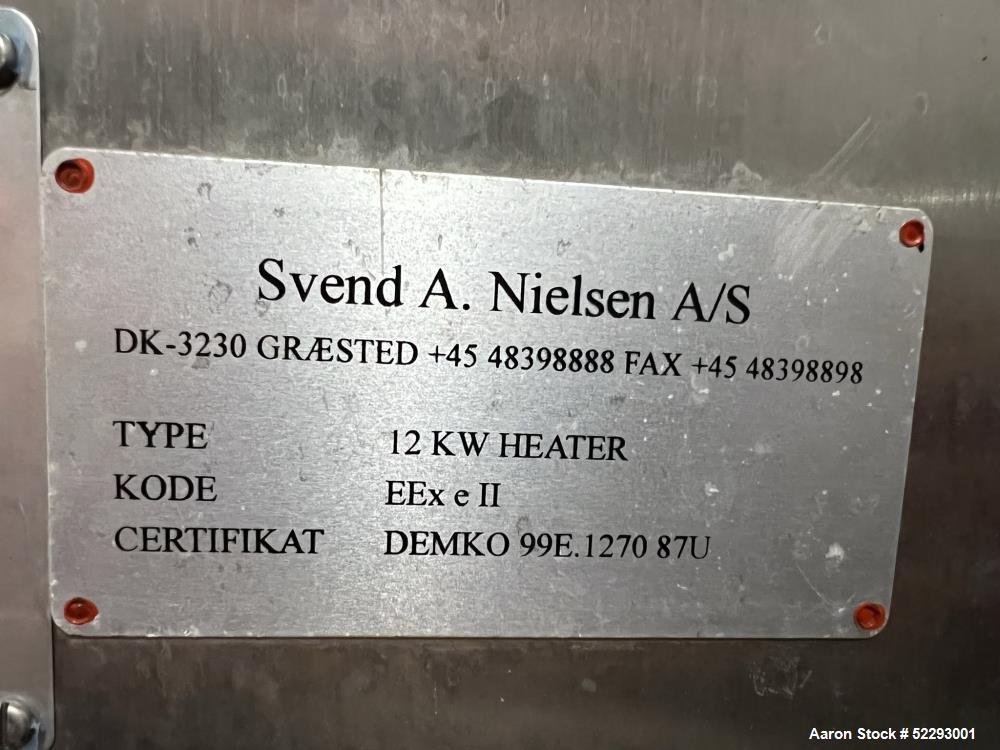 Svend A. Nielsen A/S
DK-3230 GRÆSTED +45 48398888 FAX +45 48398898
TYPE 12 KW HEATER
KODE EEx e II
CERTIFIKAT DEMKO 99E.1270 87U
Aaron Stock # 52293001